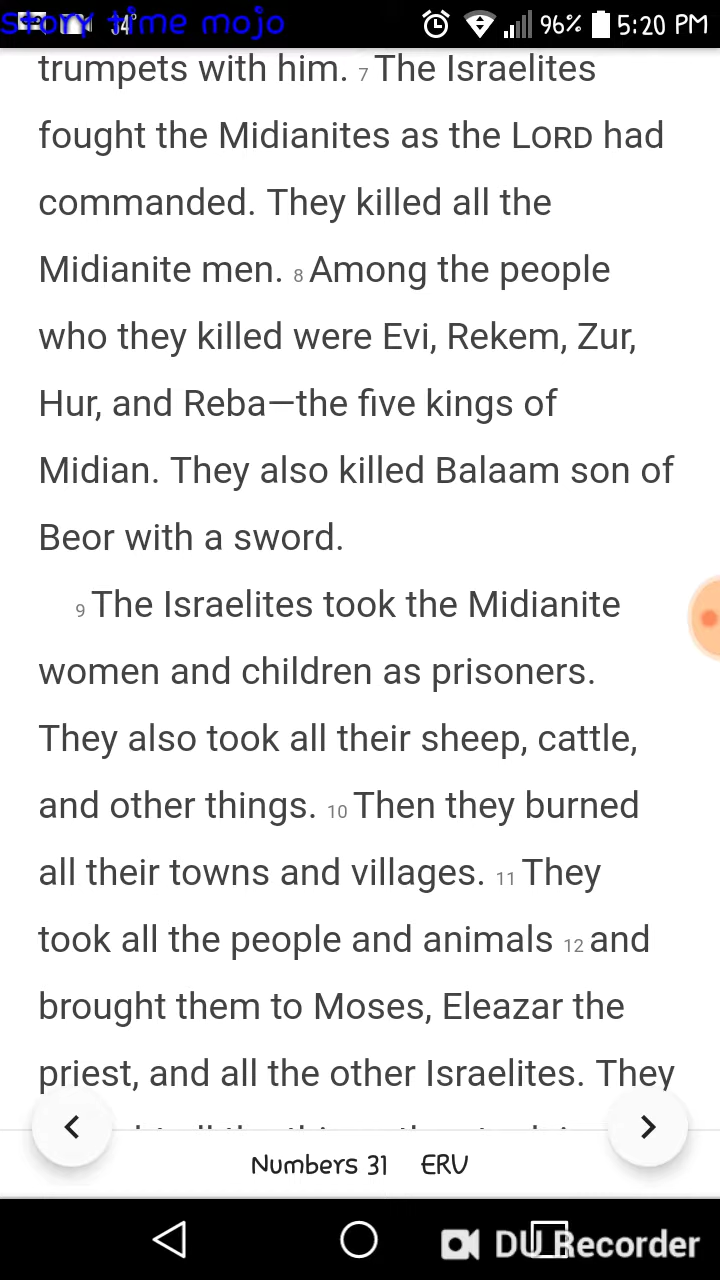 story time mojo
34°
96% 5:20 PM
trumpets with him. 7 The Israelites
fought the Midianites as the LORD had
commanded. They killed all the
Midianite men. 8 Among the people
who they killed were Evi, Rekem, Zur,
Hur, and Reba—the five kings of
Midian. They also killed Balaam son of
Beor with a sword.
9 The Israelites took the Midianite
women and children as prisoners.
They also took all their sheep, cattle,
and other things. 10 Then they burned
all their towns and villages. 11 They
took all the people and animals 12 and
brought them to Moses, Eleazar the
priest, and all the other Israelites. They
Numbers 31 ERV
DU Recorder